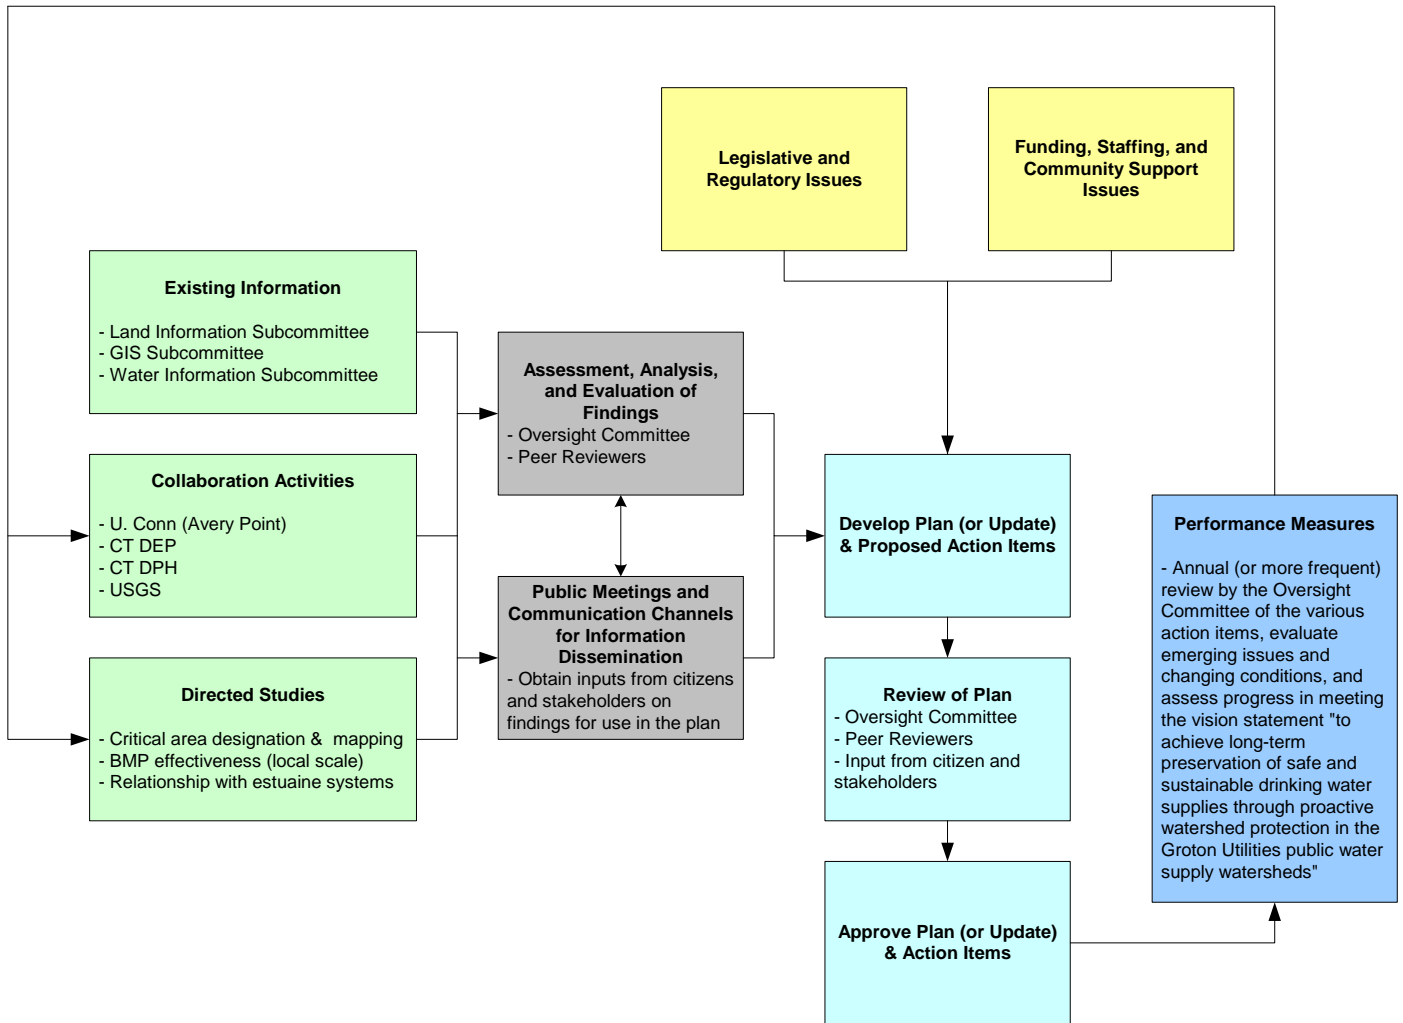 Legislative and
Regulatory Issues
Funding, Staffing, and
Community Support
Issues
Existing Information
- Land Information Subcommittee
- GIS Subcommittee
- Water Information Subcommittee
Assessment, Analysis,
and Evaluation of
Findings
- Oversight Committee
- Peer Reviewers
Collaboration Activities
- U. Conn (Avery Point)
- CT DEP
- CT DPH
- USGS
Develop Plan (or Update)
& Proposed Action Items
Public Meetings and
Communication Channels
for Information
Dissemination
- Obtain inputs from citizens
and stakeholders on
findings for use in the plan
Directed Studies
- Critical area designation &  mapping
- BMP effectiveness (local scale)
- Relationship with estuaine systems
Review of Plan
- Oversight Committee
- Peer Reviewers
- Input from citizen and
stakeholders
Approve Plan (or Update)
& Action Items
Performance Measures
- Annual (or more frequent)
review by the Oversight
Committee of the various
action items, evaluate
emerging issues and
changing conditions, and
assess progress in meeting
the vision statement "to
achieve long-term
preservation of safe and
sustainable drinking water
supplies through proactive
watershed protection in the
Groton Utilities public water
supply watersheds"